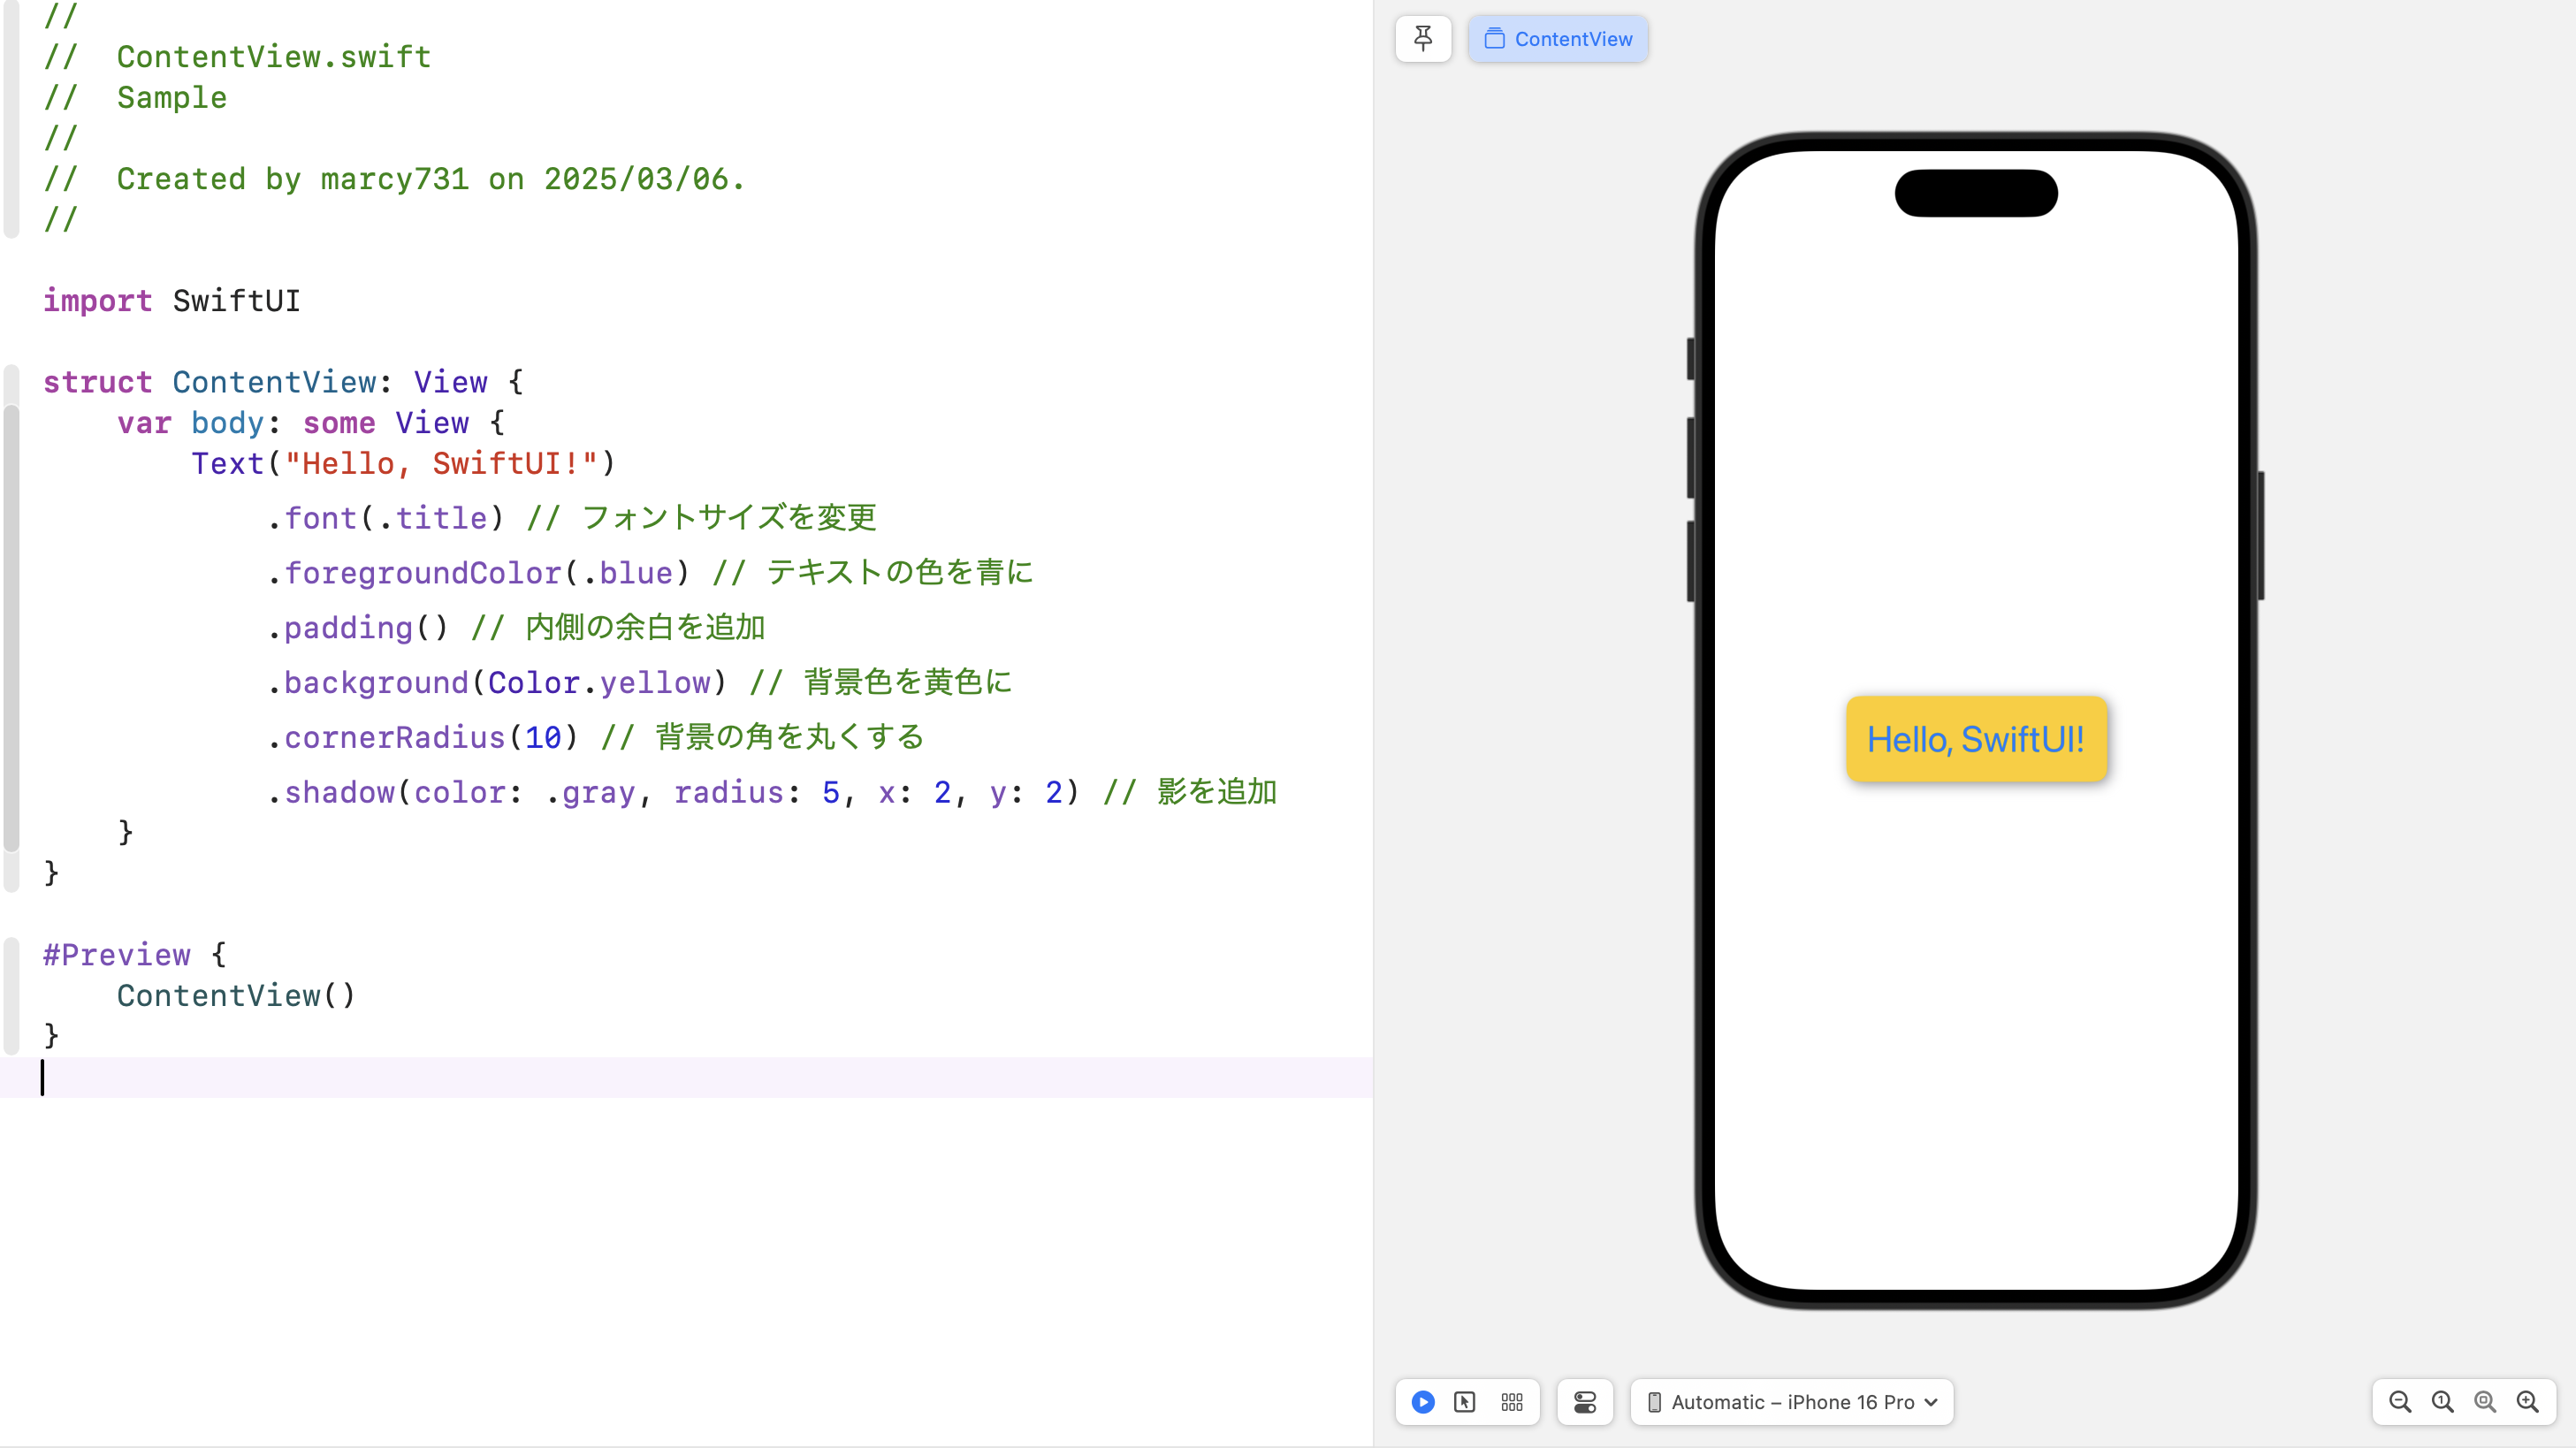 //
//  ContentView.swift
//  Sample
//
//  Created by marcy731 on 2025/03/06.
//
import SwiftUI
struct ContentView: View {
    var body: some View {
        Text("Hello, SwiftUI!")
            .font(.title) // フォントサイズを変更
            .foregroundColor(.blue) // テキストの色を青に
            .padding() // 内側の余白を追加
            .background(Color.yellow) // 背景色を黄色に
            .cornerRadius(10) // 背景の角を丸くする
            .shadow(color: .gray, radius: 5, x: 2, y: 2) // 影を追加
    }
}
#Preview {
    ContentView()
}
ContentView
Hello, SwiftUI!
Automatic – iPhone 16 Pro